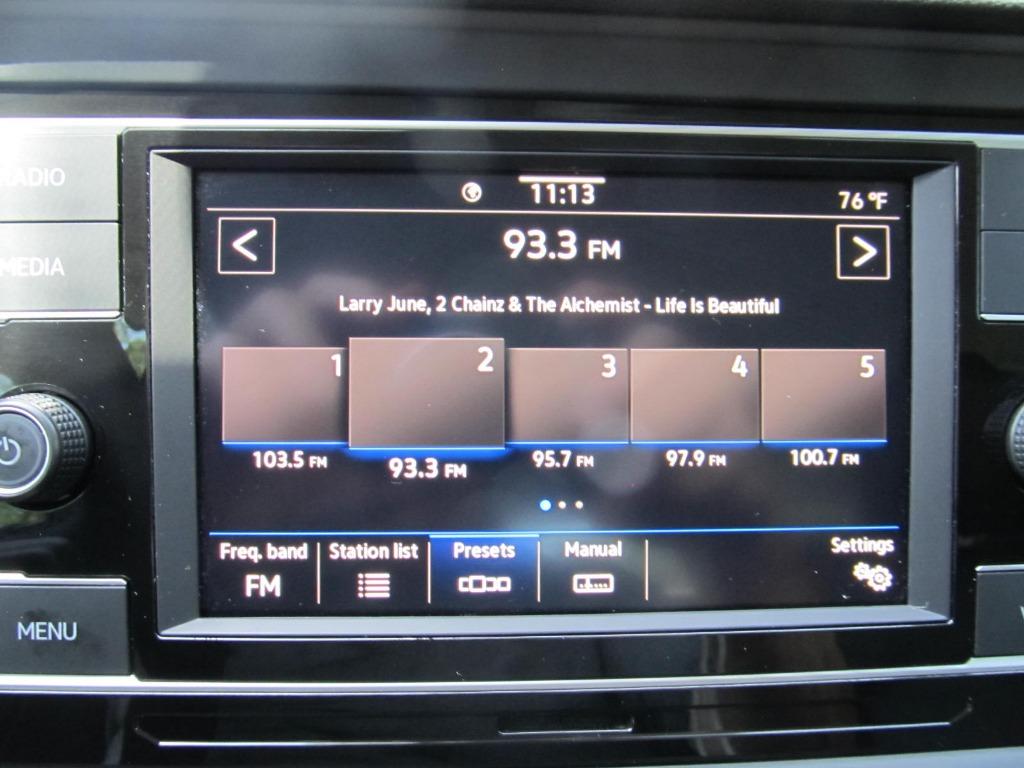 RADIO
MEDIA
MENU
11:13
76 °F
<
93.3 FM
>
Larry June, 2 Chainz & The Alchemist - Life Is Beautiful
1 2 3 4 5
103.5 FM 93.3 FM 95.7 FM 97.9 FM 100.7 FM
Freq. band Station list Presets Manual Settings
FM